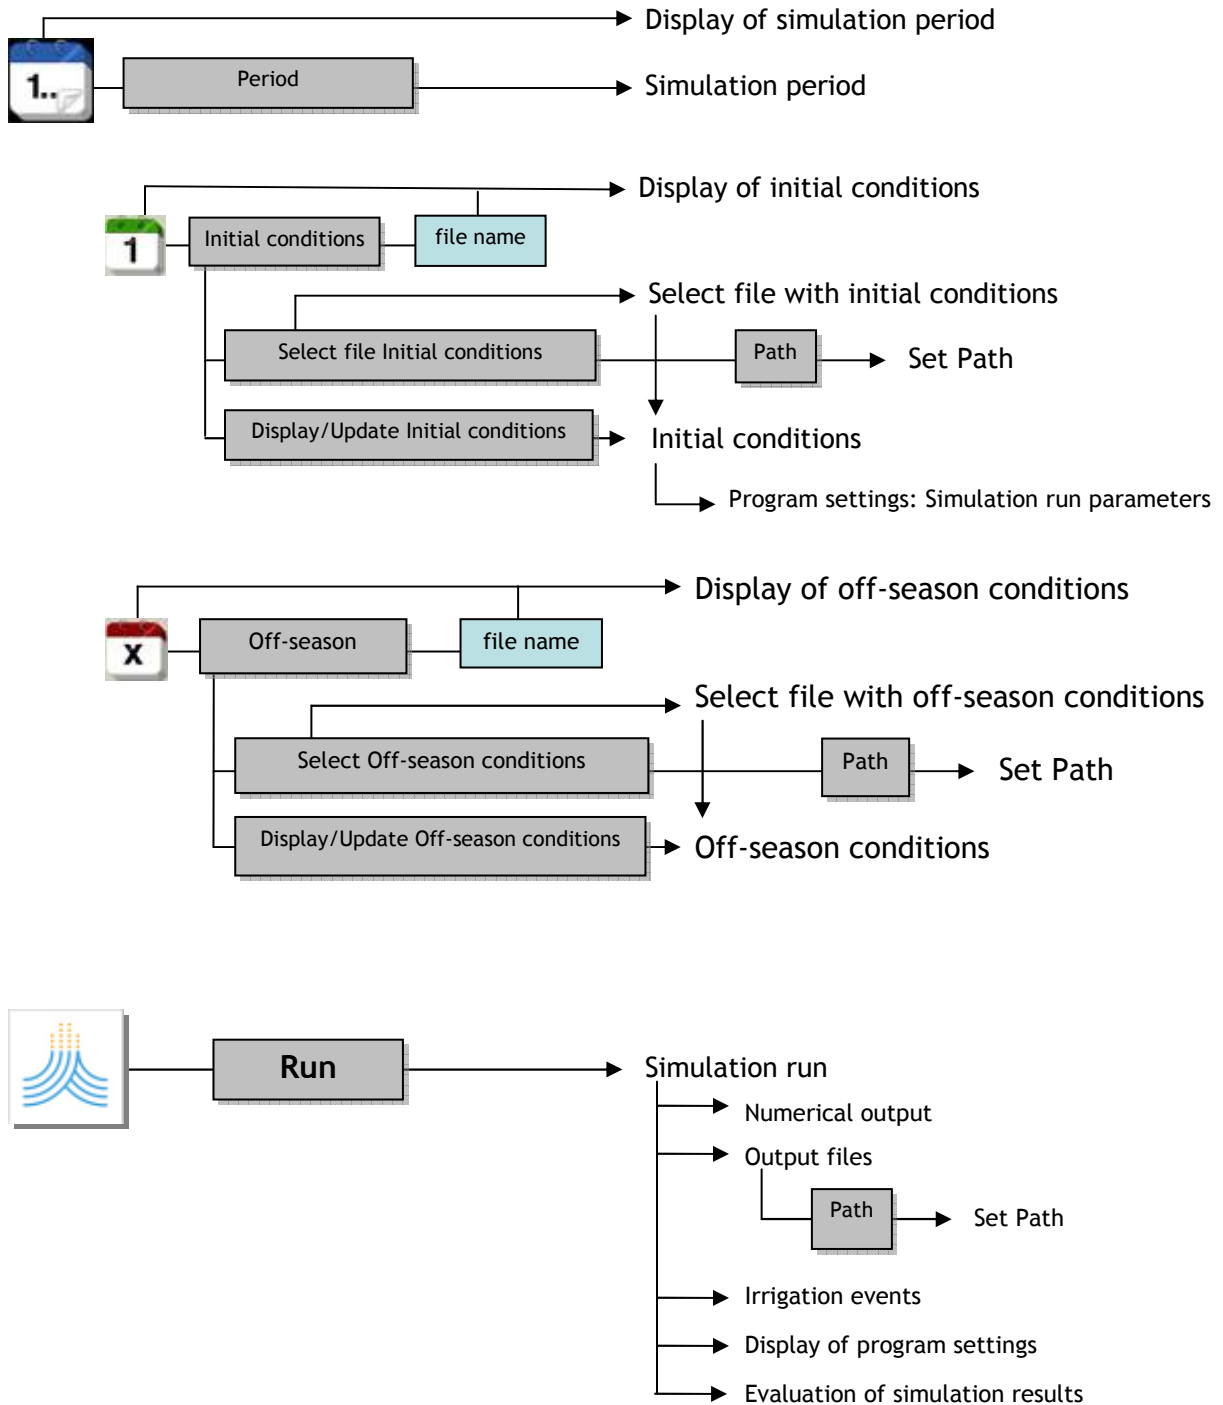 Display of simulation period
1..
Period
Simulation period
Display of initial conditions
1
Initial conditions
file name
Select file with initial conditions
Select file Initial conditions
Path
Set Path
Display/Update Initial conditions
Initial conditions
Program settings: Simulation run parameters
Display of off-season conditions
X
Off-season
file name
Select file with off-season conditions
Select Off-season conditions
Path
Set Path
Display/Update Off-season conditions
Off-season conditions
Run
Simulation run
Numerical output
Output files
Path
Set Path
Irrigation events
Display of program settings
Evaluation of simulation results